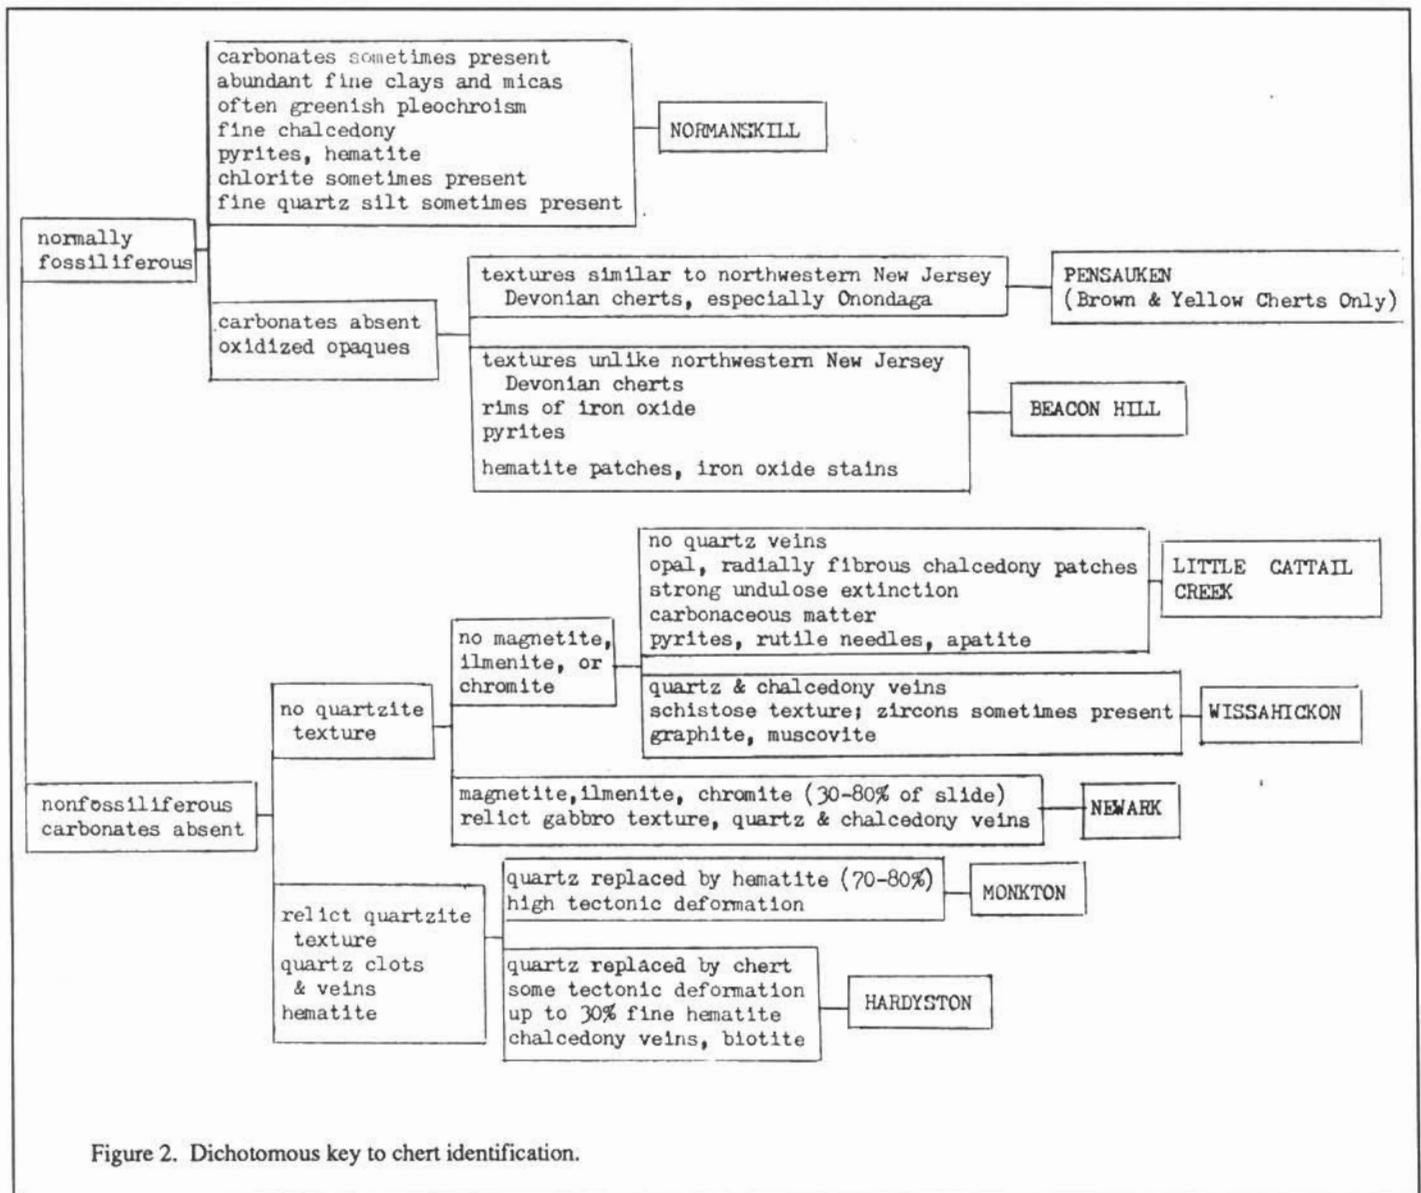 carbonates sometimes present
abundant fine clays and micas
often greenish pleochroism
fine chalcedony
pyrites, hematite
chlorite sometimes present
fine quartz silt sometimes present
NORMANSKILL
normally
fossiliferous
textures similar to northwestern New Jersey
Devonian cherts, especially Onondaga
PENSAUKEN
(Brown & Yellow Cherts Only)
carbonates absent
oxidized opaques
textures unlike northwestern New Jersey
Devonian cherts
rims of iron oxide
pyrites
hematite patches, iron oxide stains
BEACON HILL
no quartz veins
opal, radially fibrous chalcedony patches
strong undulose extinction
carbonaceous matter
pyrites, rutile needles, apatite
LITTLE CATTAIL
CREEK
no magnetite,
ilmenite, or
chromite
quartz & chalcedony veins
schistose texture; zircons sometimes present
graphite, muscovite
WISSAHICKON
no quartzite
texture
magnetite, ilmenite, chromite (30-80% of slide)
relict gabbro texture, quartz & chalcedony veins
NEWARK
nonfossiliferous
carbonates absent
quartz replaced by hematite (70-80%)
high tectonic deformation
MONKTON
relict quartzite
texture
quartz clots
& veins
hematite
quartz replaced by chert
some tectonic deformation
up to 30% fine hematite
chalcedony veins, biotite
HARDYSTON
Figure 2. Dichotomous key to chert identification.